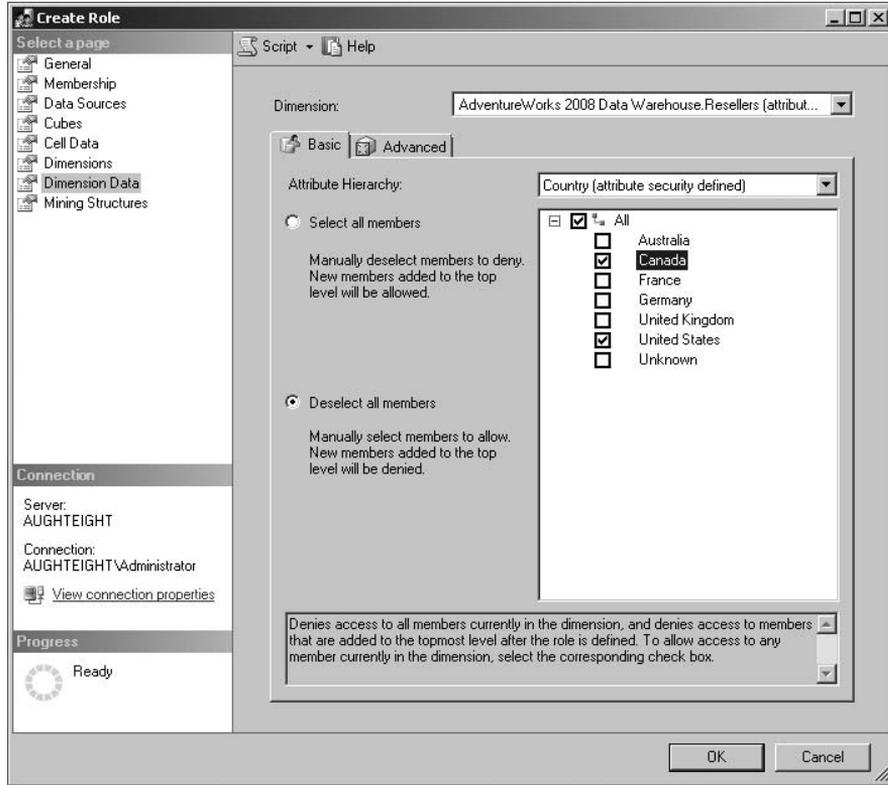 Create Role
Select a page
General
Membership
Data Sources
Cubes
Cell Data
Dimensions
Dimension Data
Mining Structures
Connection
Server:
AUGHTEIGHT
Connection:
AUGHTEIGHT\Administrator
View connection properties
Progress
Ready
Script
Help
Dimension:
AdventureWorks 2008 Data Warehouse.Resellers (attribut...
Basic
Advanced
Attribute Hierarchy:
Country (attribute security defined)
Select all members
Manually deselect members to deny.
New members added to the top
level will be allowed.
Deselect all members
Manually select members to allow.
New members added to the top
level will be denied.
All
Australia
Canada
France
Germany
United Kingdom
United States
Unknown
Denies access to all members currently in the dimension, and denies access to members
that are added to the topmost level after the role is defined. To allow access to any
member currently in the dimension, select the corresponding check box.
OK
Cancel